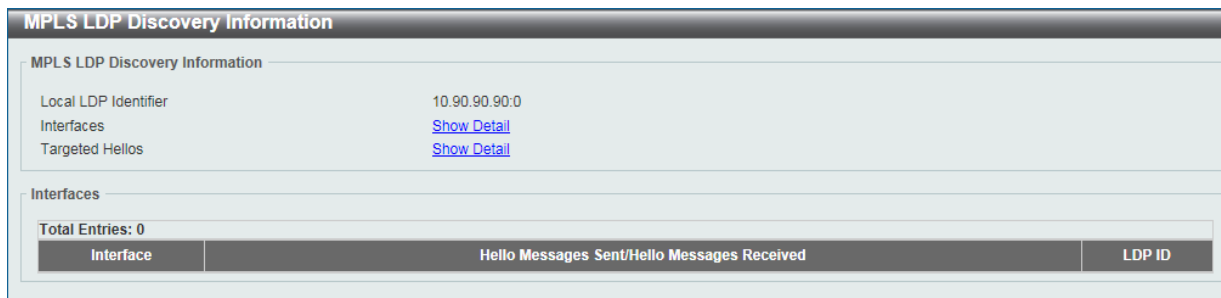 MPLS LDP Discovery Information
MPLS LDP Discovery Information
Local LDP Identifier 10.90.90.90:0
Interfaces Show Detail
Targeted Hellos Show Detail
Interfaces
Total Entries: 0
Interface Hello Messages Sent/Hello Messages Received LDP ID